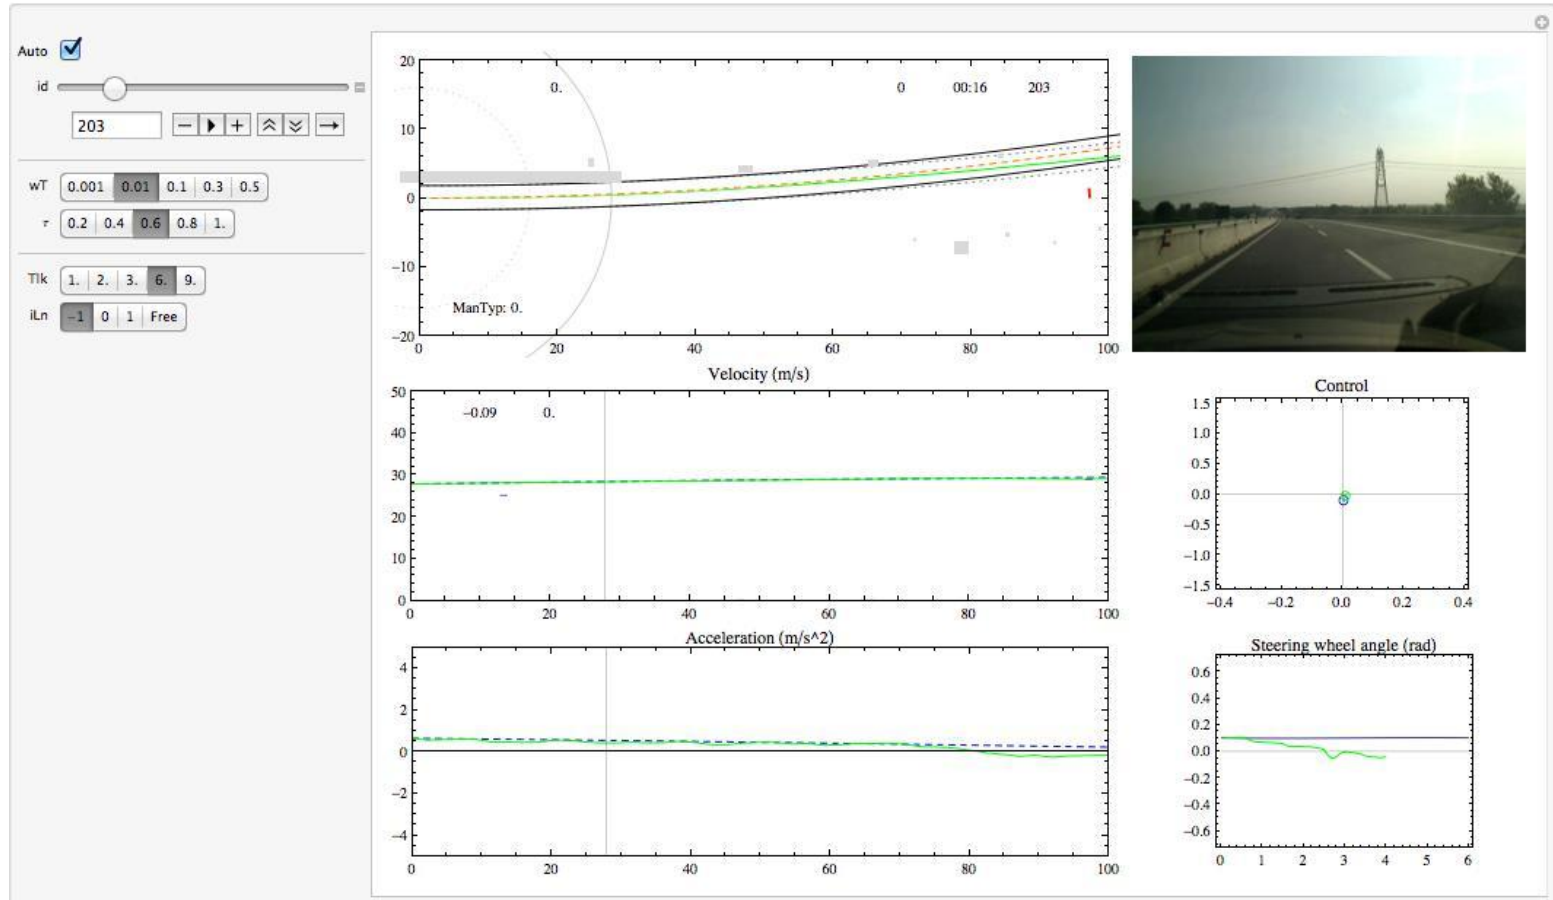 Auto
id
203
wT 0.001 0.01 0.1 0.3 0.5
τ 0.2 0.4 0.6 0.8 1.
Tlk 1. 2. 3. 6. 9.
iLn −1 0 1 Free
20
10
0
−10
−20
0. 0 00:16 203
ManTyp: 0.
0 20 40 60 80 100
Velocity (m/s)
50
40
30
20
10
0
−0.09 0.
0 20 40 60 80 100
Acceleration (m/s^2)
4
2
0
−2
−4
0 20 40 60 80 100
Control
1.5
1.0
0.5
0.0
−0.5
−1.0
−1.5
−0.4 −0.2 0.0 0.2 0.4
Steering wheel angle (rad)
0.6
0.4
0.2
0.0
−0.2
−0.4
−0.6
0 1 2 3 4 5 6